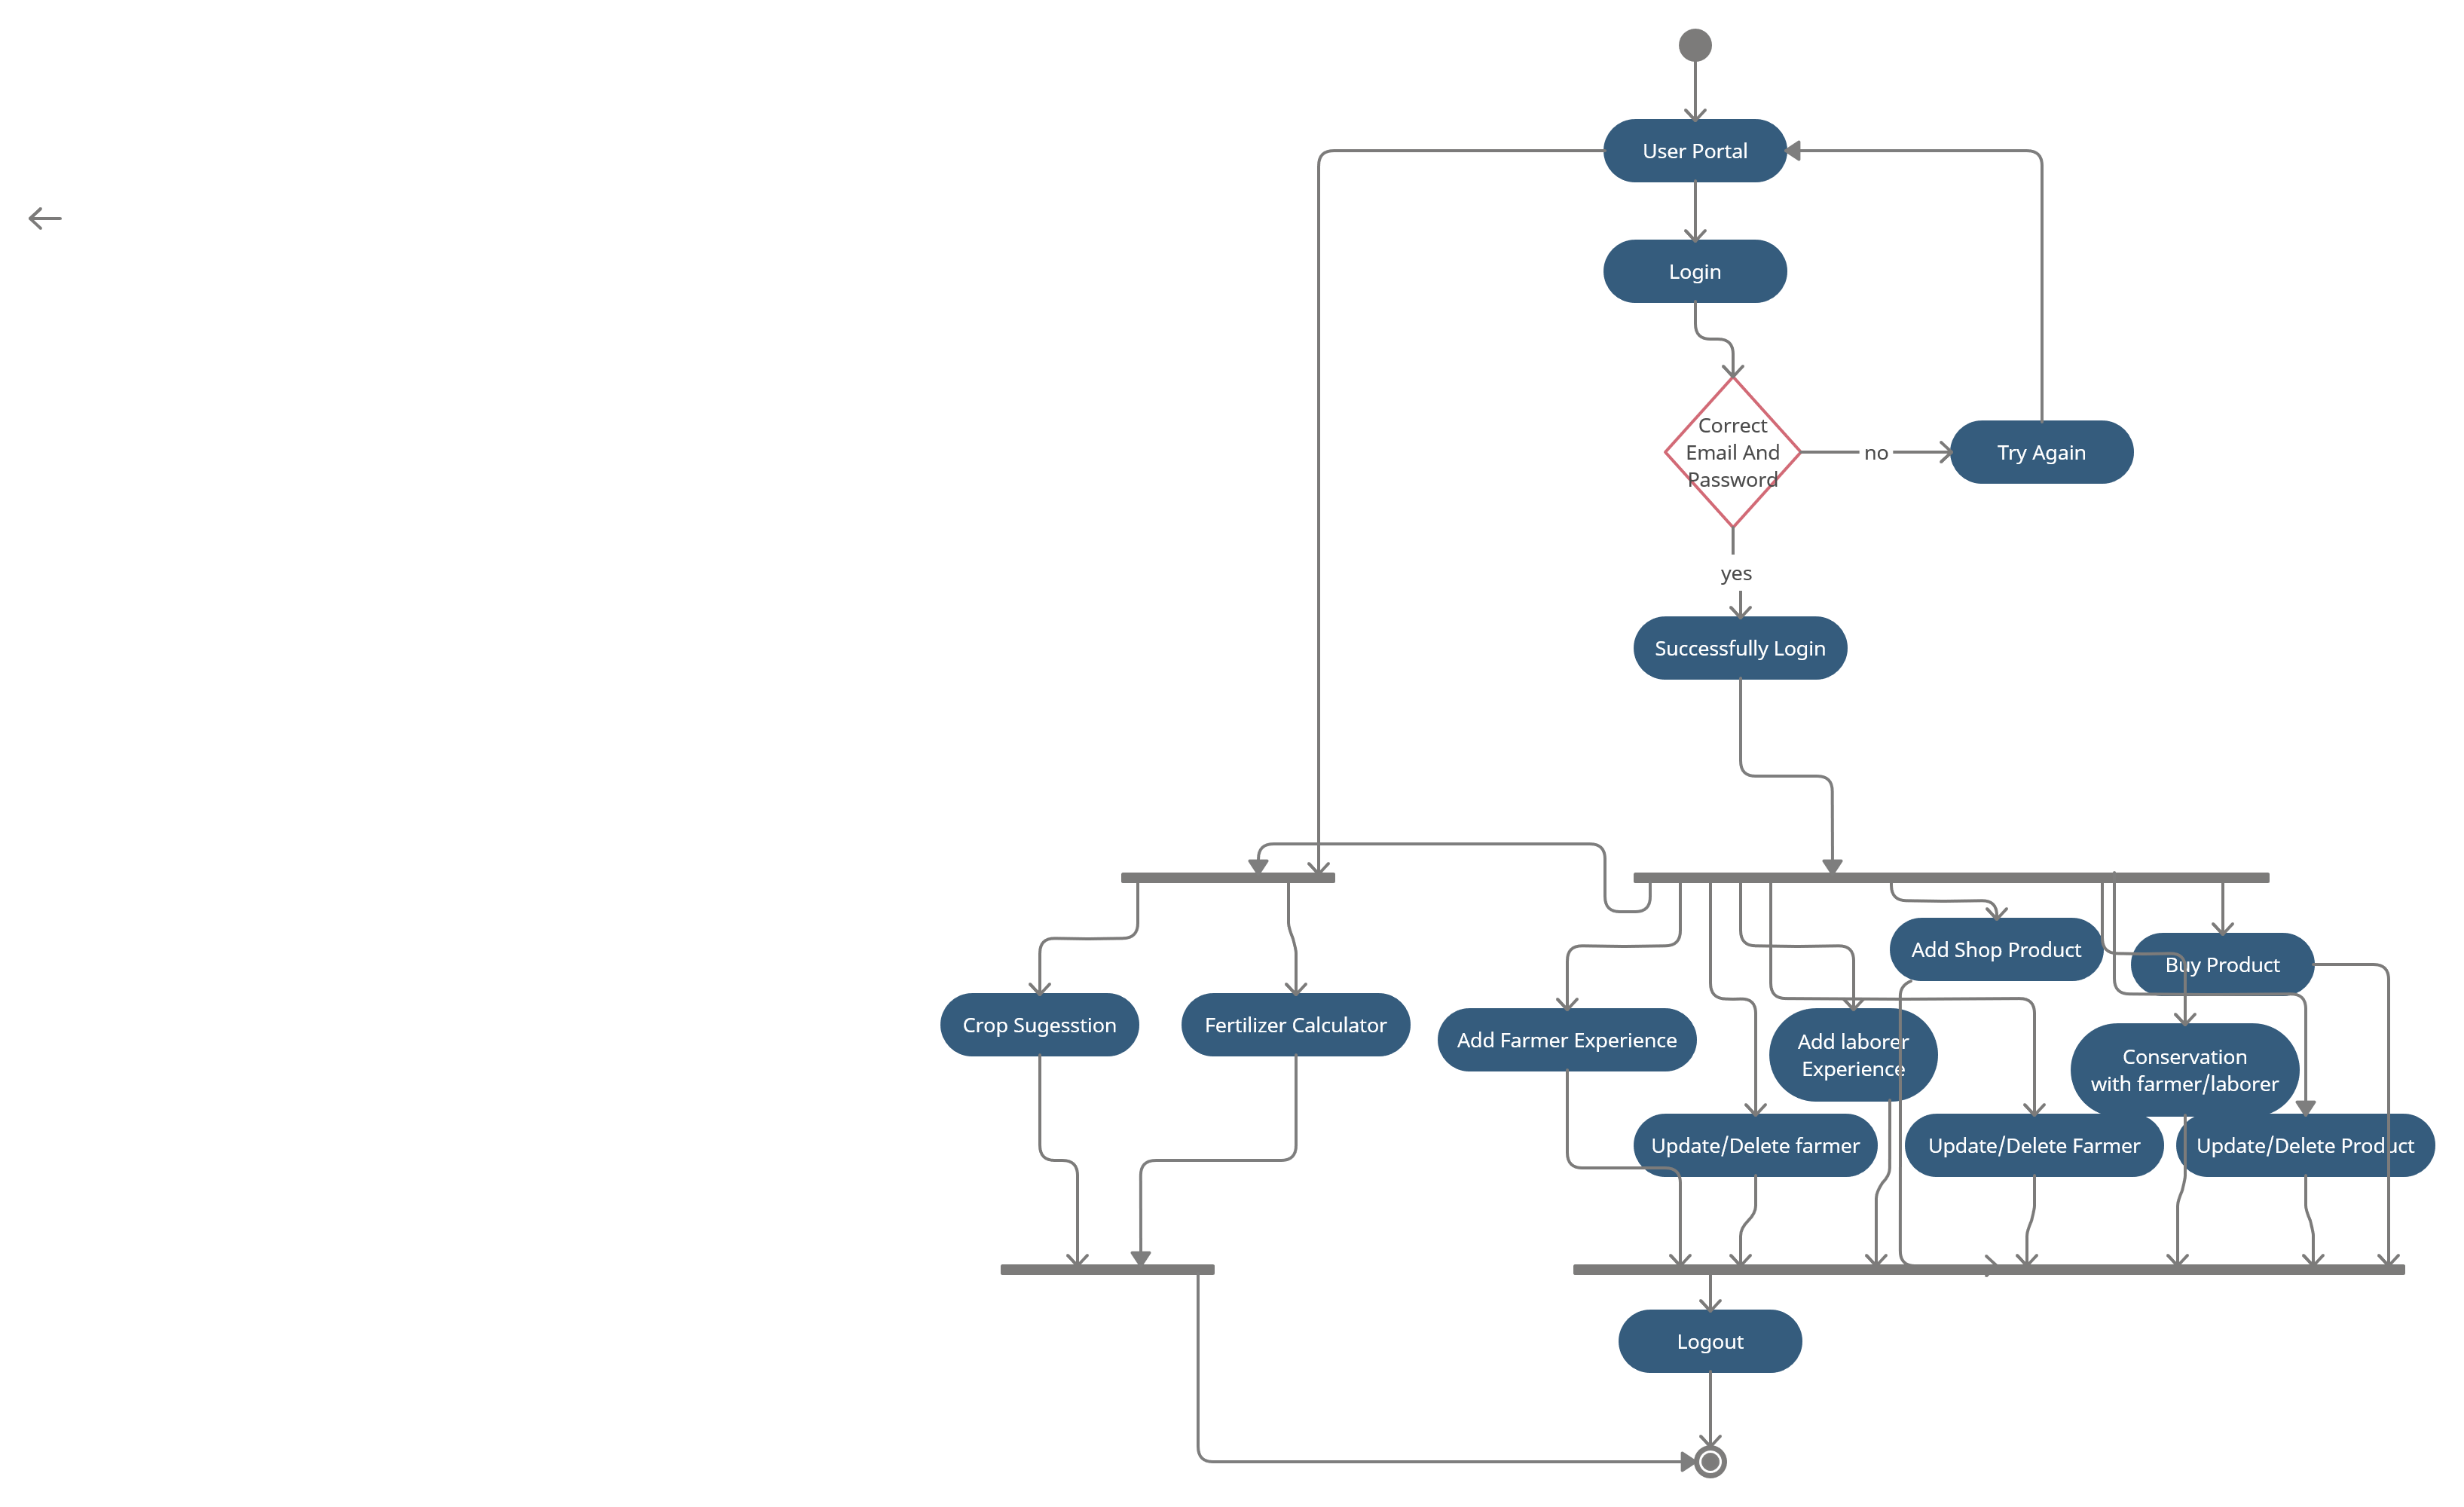 User Portal
Login
Correct
Email And
Password
no
Try Again
yes
Successfully Login
Add Shop Product
Buy Product
Crop Sugesstion
Fertilizer Calculator
Add Farmer Experience
Add laborer
Experience
Conservation
with farmer/laborer
Update/Delete farmer
Update/Delete Farmer
Update/Delete Product
Logout